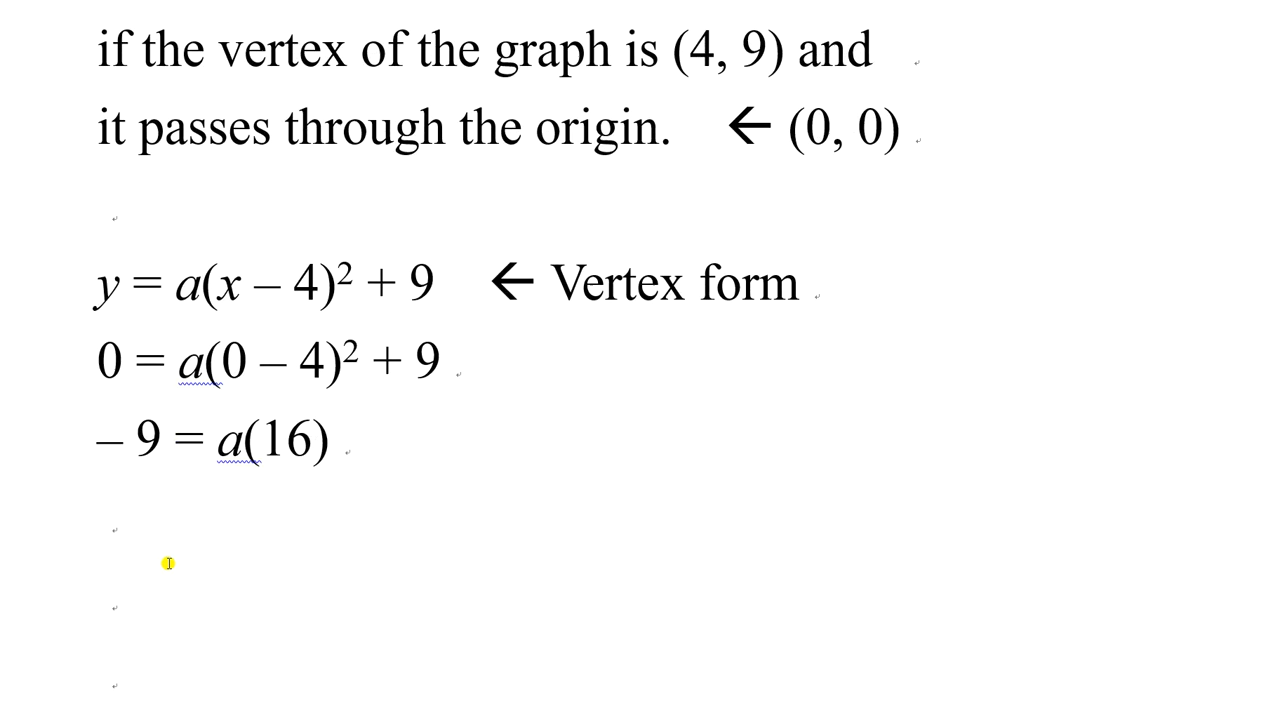 if the vertex of the graph is (4, 9) and
it passes through the origin. ← (0, 0)
y = a(x – 4)² + 9 ← Vertex form
0 = a(0 – 4)² + 9
– 9 = a(16)